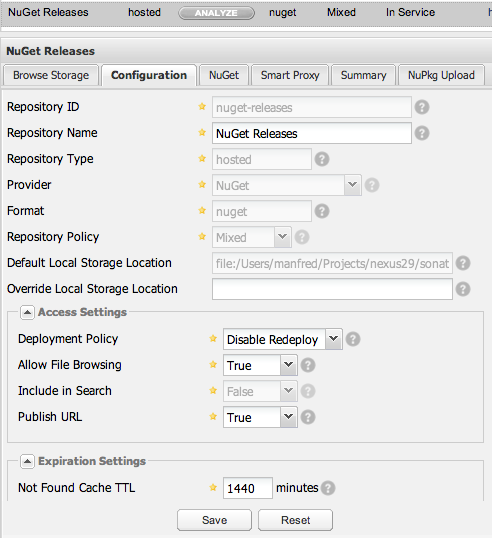 NuGet Releases hosted ANALYZE nuget Mixed In Service
NuGet Releases
Browse Storage Configuration NuGet Smart Proxy Summary NuPkg Upload
Repository ID nuget-releases ?
Repository Name NuGet Releases ?
Repository Type hosted ?
Provider NuGet ?
Format nuget ?
Repository Policy Mixed ?
Default Local Storage Location file:/Users/manfred/Projects/nexus29/sonat ?
Override Local Storage Location ?
Access Settings
Deployment Policy Disable Redeploy ?
Allow File Browsing True ?
Include in Search False ?
Publish URL True ?
Expiration Settings
Not Found Cache TTL 1440 minutes ?
Save Reset